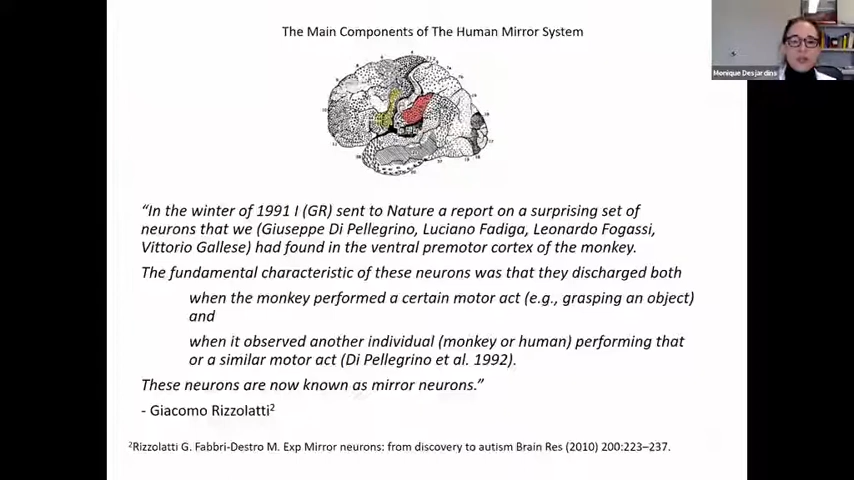 The Main Components of The Human Mirror System
Monique Desjardins
“In the winter of 1991 I (GR) sent to Nature a report on a surprising set of
neurons that we (Giuseppe Di Pellegrino, Luciano Fadiga, Leonardo Fogassi,
Vittorio Gallese) had found in the ventral premotor cortex of the monkey.
The fundamental characteristic of these neurons was that they discharged both
when the monkey performed a certain motor act (e.g., grasping an object)
and
when it observed another individual (monkey or human) performing that
or a similar motor act (Di Pellegrino et al. 1992).
These neurons are now known as mirror neurons.”
- Giacomo Rizzolatti²
²Rizzolatti G. Fabbri-Destro M. Exp Mirror neurons: from discovery to autism Brain Res (2010) 200:223–237.